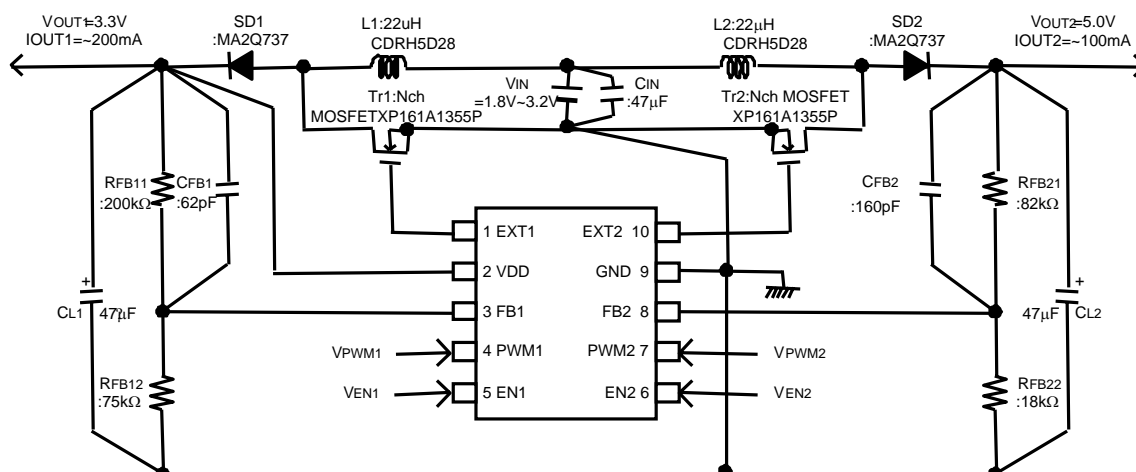 VOUT1=3.3V
IOUT1=~200mA
SD1
:MA2Q737
L1:22uH
CDRH5D28
L2:22μH
CDRH5D28
SD2
:MA2Q737
VOUT2=5.0V
IOUT2=~100mA
VIN
=1.8V~3.2V
CIN
:47μF
Tr1:Nch
MOSFETXP161A1355P
Tr2:Nch MOSFET
XP161A1355P
RFB11
:200kΩ
CFB1
:62pF
CFB2
:160pF
RFB21
:82kΩ
1 EXT1
EXT2 10
2 VDD
GND 9
3 FB1
FB2 8
4 PWM1
PWM2 7
5 EN1
EN2 6
VPWM1
VPWM2
VEN1
VEN2
+
CL1
47μF
+
47μF
CL2
RFB12
:75kΩ
RFB22
:18kΩ